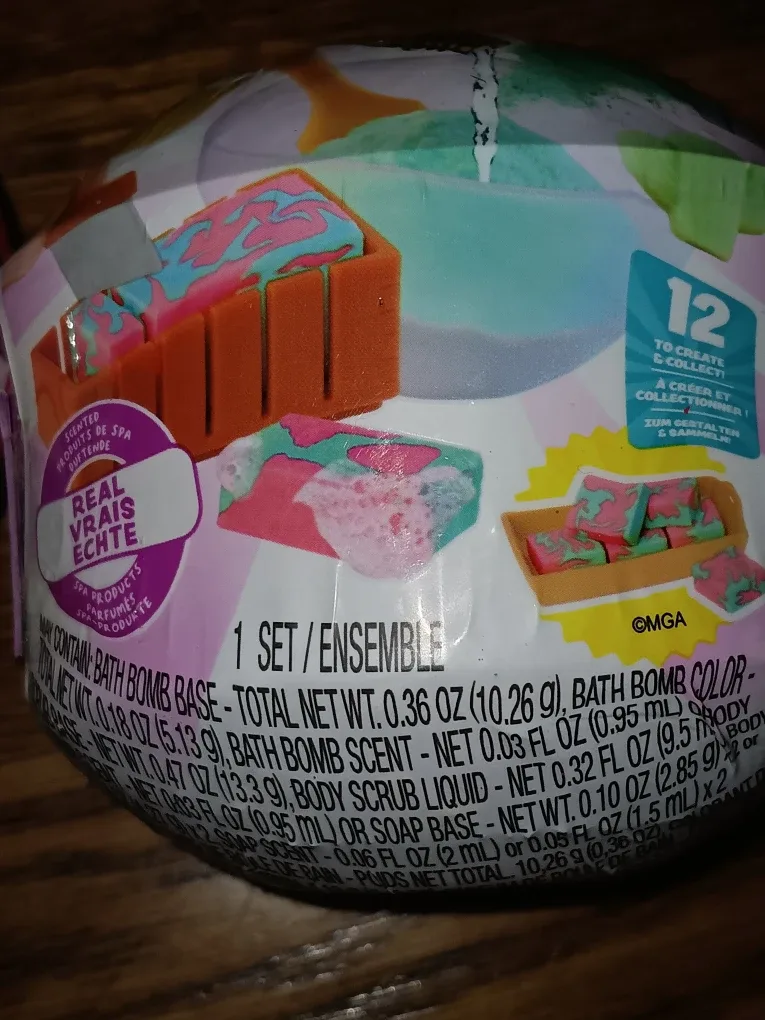 12
TO CREATE
& COLLECT!
À CRÉER ET
COLLECTIONNER !
ZUM GESTALTEN
& SAMMELN!
SCENTED
PRODUITS DE SPA
DUFTENDE
REAL
VRAIS
ECHTE
SPA PRODUCTS
PARFUMÉS
SPA-PRODUKTE
©MGA
1 SET / ENSEMBLE
MAY CONTAIN: BATH BOMB BASE - TOTAL NET WT. 0.36 OZ (10.26 g), BATH BOMB COLOR -
TOTAL NET WT. 0.18 OZ (5.13 g), BATH BOMB SCENT - NET 0.03 FL OZ (0.95 mL) BODY
BASE - NET WT. 0.47 OZ (13.3 g), BODY SCRUB LIQUID - NET 0.32 FL OZ (9.5 mL) BODY
- NET 0.03 FL OZ (0.95 mL) OR SOAP BASE - NET WT. 0.10 OZ (2.85 g) x 2 or
SOAP SCENT - 0.06 FL OZ (2 mL) or 0.05 FL OZ (1.5 mL) x 2
DE BAIN - POIDS NET TOTAL 10,26 g (0.36 OZ),